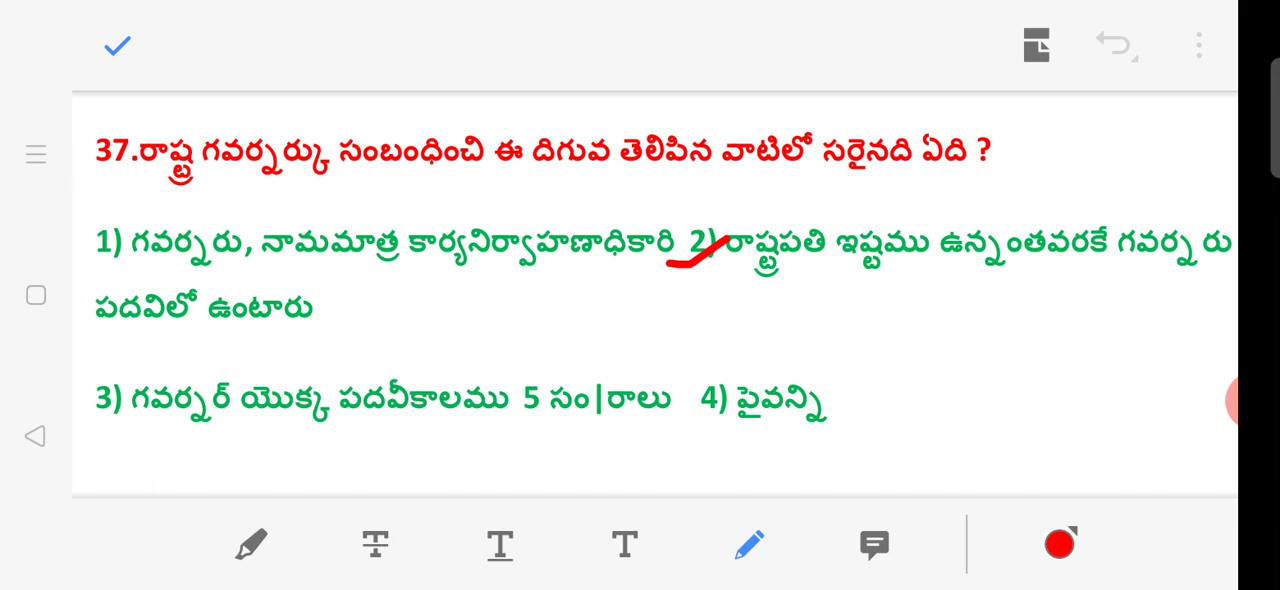 37.రాష్ట్ర గవర్నర్కు సంబంధించి ఈ దిగువ తెలిపిన వాటిలో సరైనది ఏది ?
1) గవర్నరు, నామమాత్ర కార్యనిర్వాహణాధికారి 2) రాష్ట్రపతి ఇష్టము ఉన్నంతవరకే గవర్నరు
పదవిలో ఉంటారు
3) గవర్నర్ యొక్క పదవీకాలము 5 సం|రాలు 4) పైవన్ని